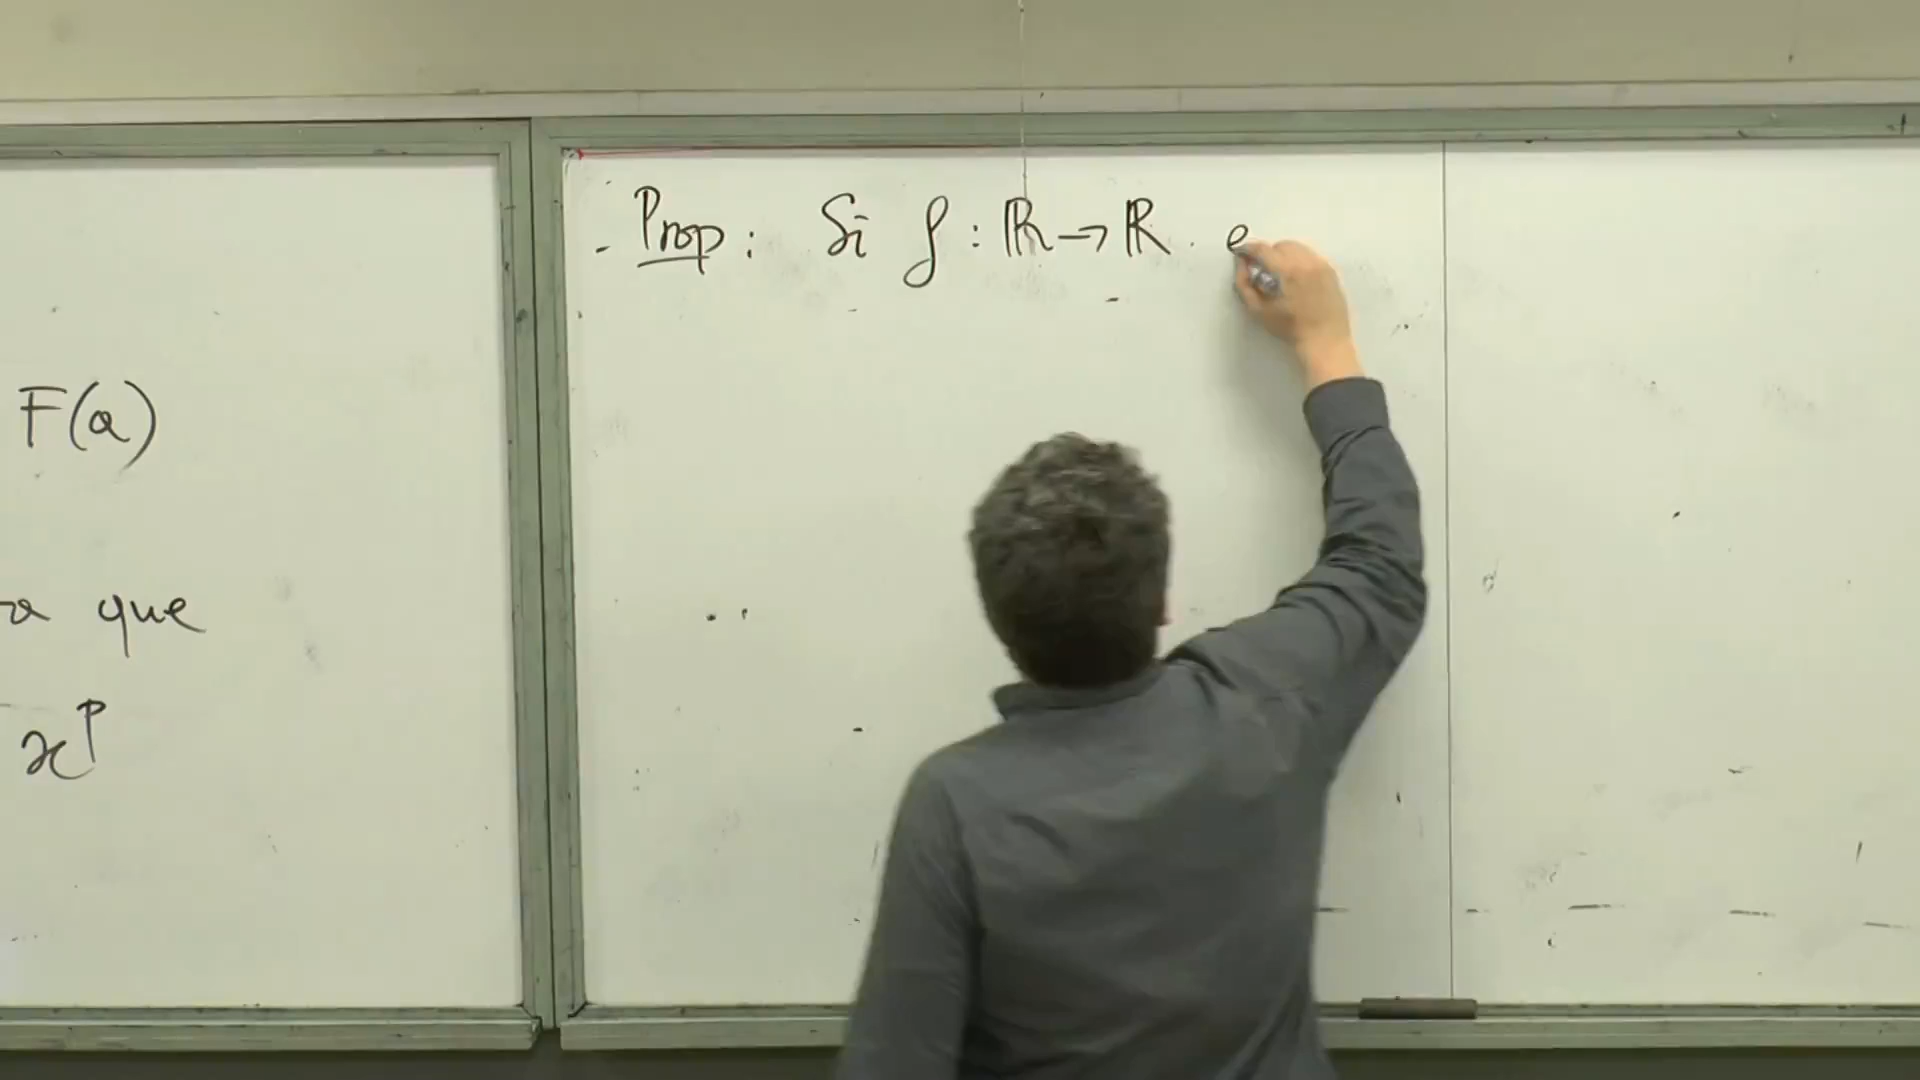 F(a)
que
x^p
- Prop : Si f : ℝ → ℝ e